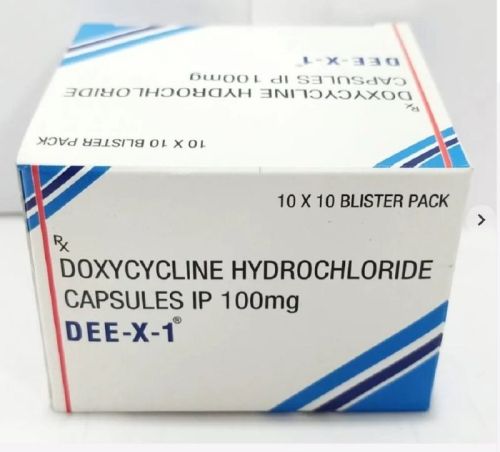 DEE-X-1®
CAPSULES IP 100mg
DOXYCYCLINE HYDROCHLORIDE
Rx
10 X 10 BLISTER PACK
10 X 10 BLISTER PACK
Rx
DOXYCYCLINE HYDROCHLORIDE
CAPSULES IP 100mg
DEE-X-1®